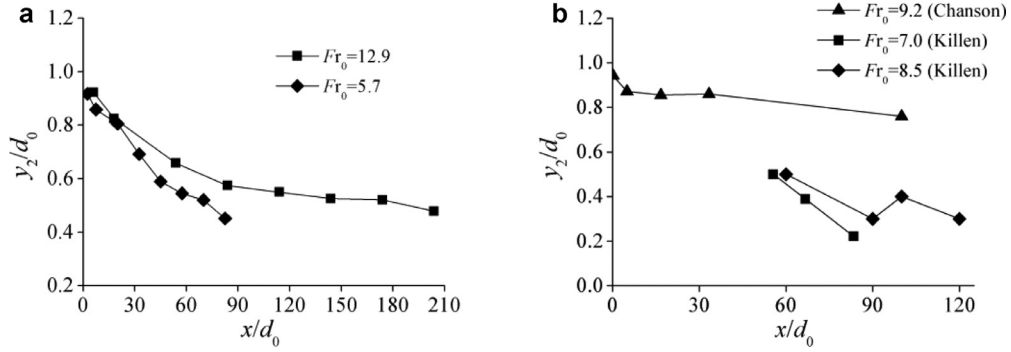 a
1.2
1.0
0.8
0.6
0.4
0.2
y2/d0
0 30 60 90 120 150 180 210
x/d0
Fr0=12.9
Fr0=5.7
b
1.2
1.0
0.8
0.6
0.4
0.2
0.0
y2/d0
0 30 60 90 120
x/d0
Fr0=9.2 (Chanson)
Fr0=7.0 (Killen)
Fr0=8.5 (Killen)